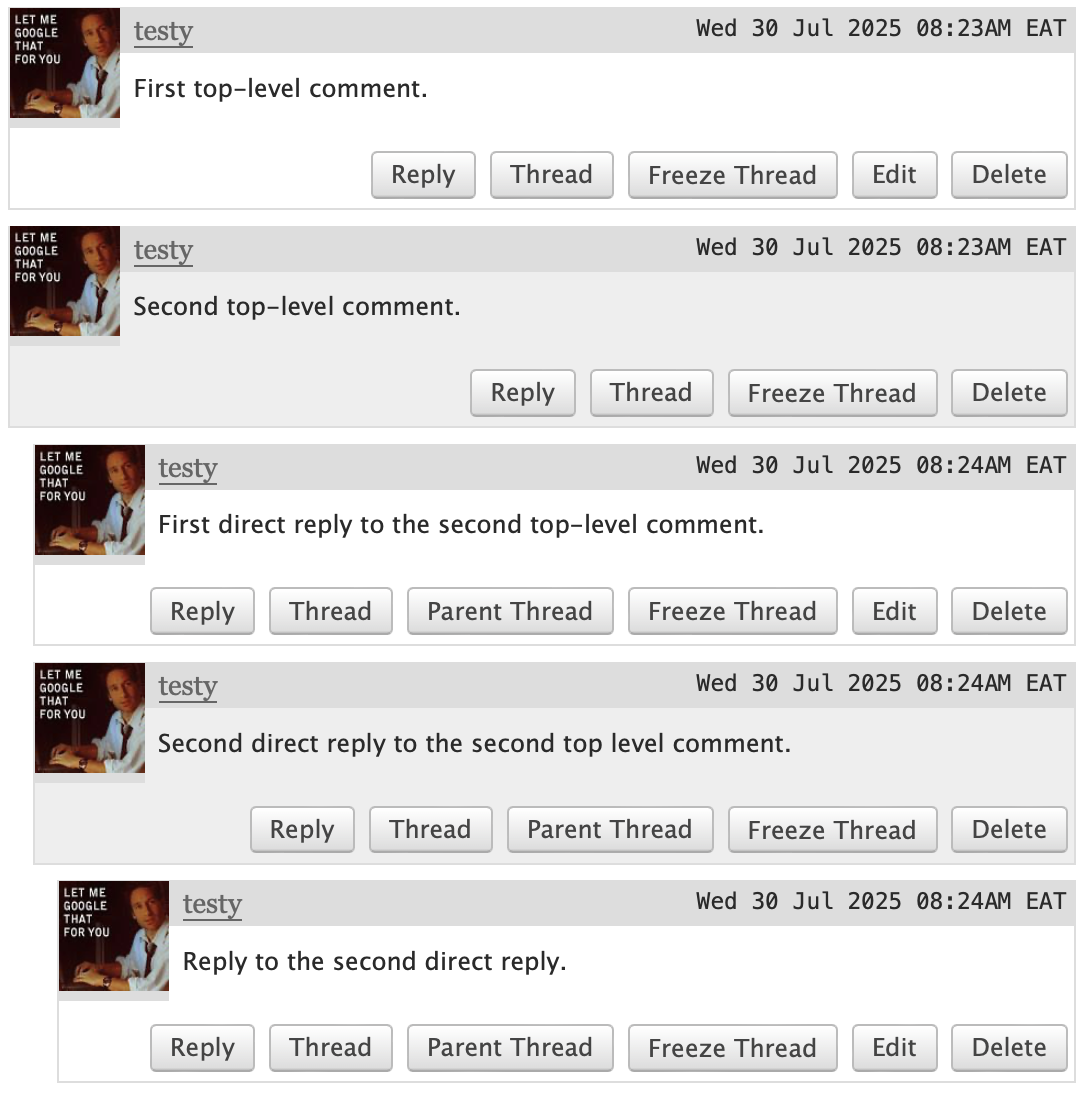 LET ME
GOOGLE
THAT
FOR YOU
testy Wed 30 Jul 2025 08:23AM EAT
First top-level comment.
Reply Thread Freeze Thread Edit Delete
LET ME
GOOGLE
THAT
FOR YOU
testy Wed 30 Jul 2025 08:23AM EAT
Second top-level comment.
Reply Thread Freeze Thread Delete
LET ME
GOOGLE
THAT
FOR YOU
testy Wed 30 Jul 2025 08:24AM EAT
First direct reply to the second top-level comment.
Reply Thread Parent Thread Freeze Thread Edit Delete
LET ME
GOOGLE
THAT
FOR YOU
testy Wed 30 Jul 2025 08:24AM EAT
Second direct reply to the second top level comment.
Reply Thread Parent Thread Freeze Thread Delete
LET ME
GOOGLE
THAT
FOR YOU
testy Wed 30 Jul 2025 08:24AM EAT
Reply to the second direct reply.
Reply Thread Parent Thread Freeze Thread Edit Delete